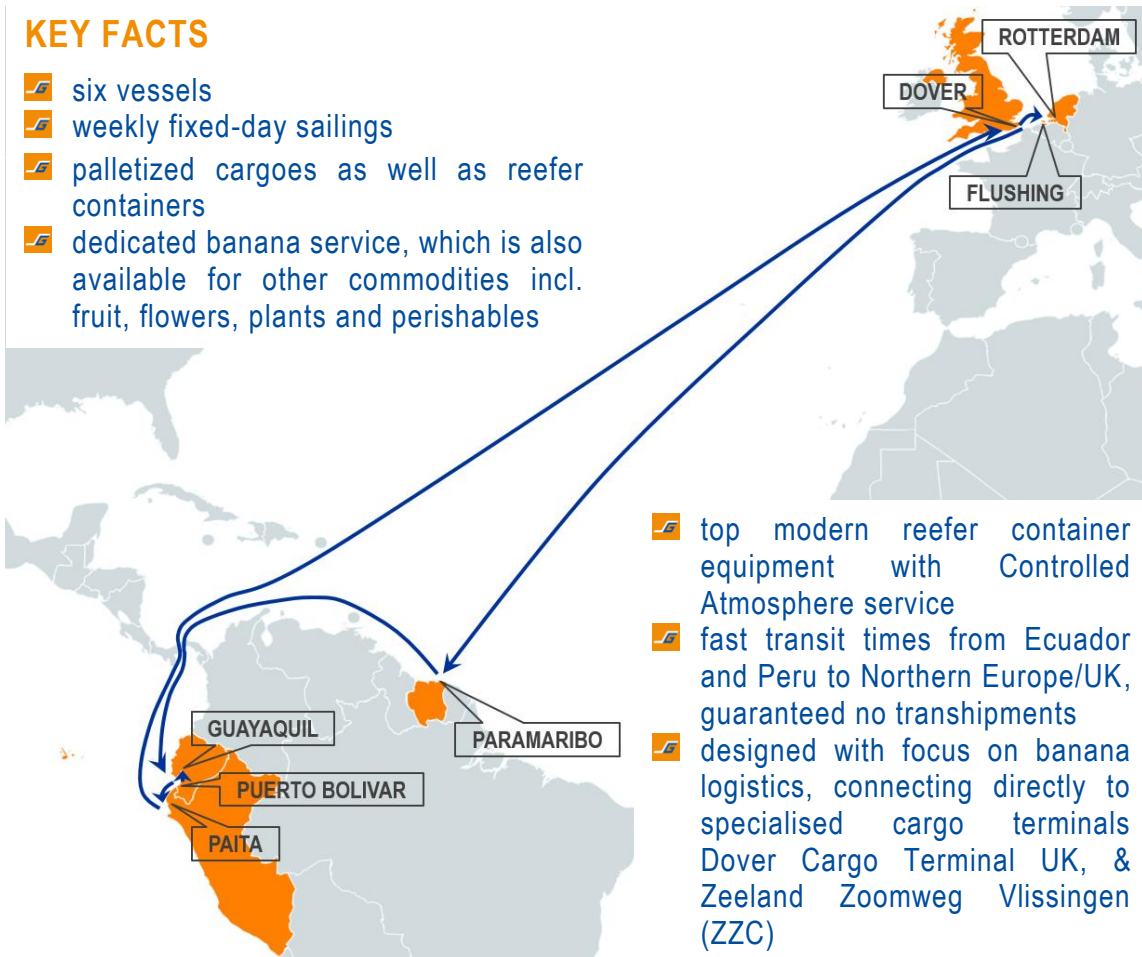 KEY FACTS
six vessels
weekly fixed-day sailings
palletized cargoes as well as reefer
containers
dedicated banana service, which is also
available for other commodities incl.
fruit, flowers, plants and perishables
ROTTERDAM
DOVER
FLUSHING
GUAYAQUIL
PUERTO BOLIVAR
PAITA
PARAMARIBO
top modern reefer container
equipment with Controlled
Atmosphere service
fast transit times from Ecuador
and Peru to Northern Europe/UK,
guaranteed no transhipments
designed with focus on banana
logistics, connecting directly to
specialised cargo terminals
Dover Cargo Terminal UK, &
Zeeland Zoomweg Vlissingen
(ZZC)